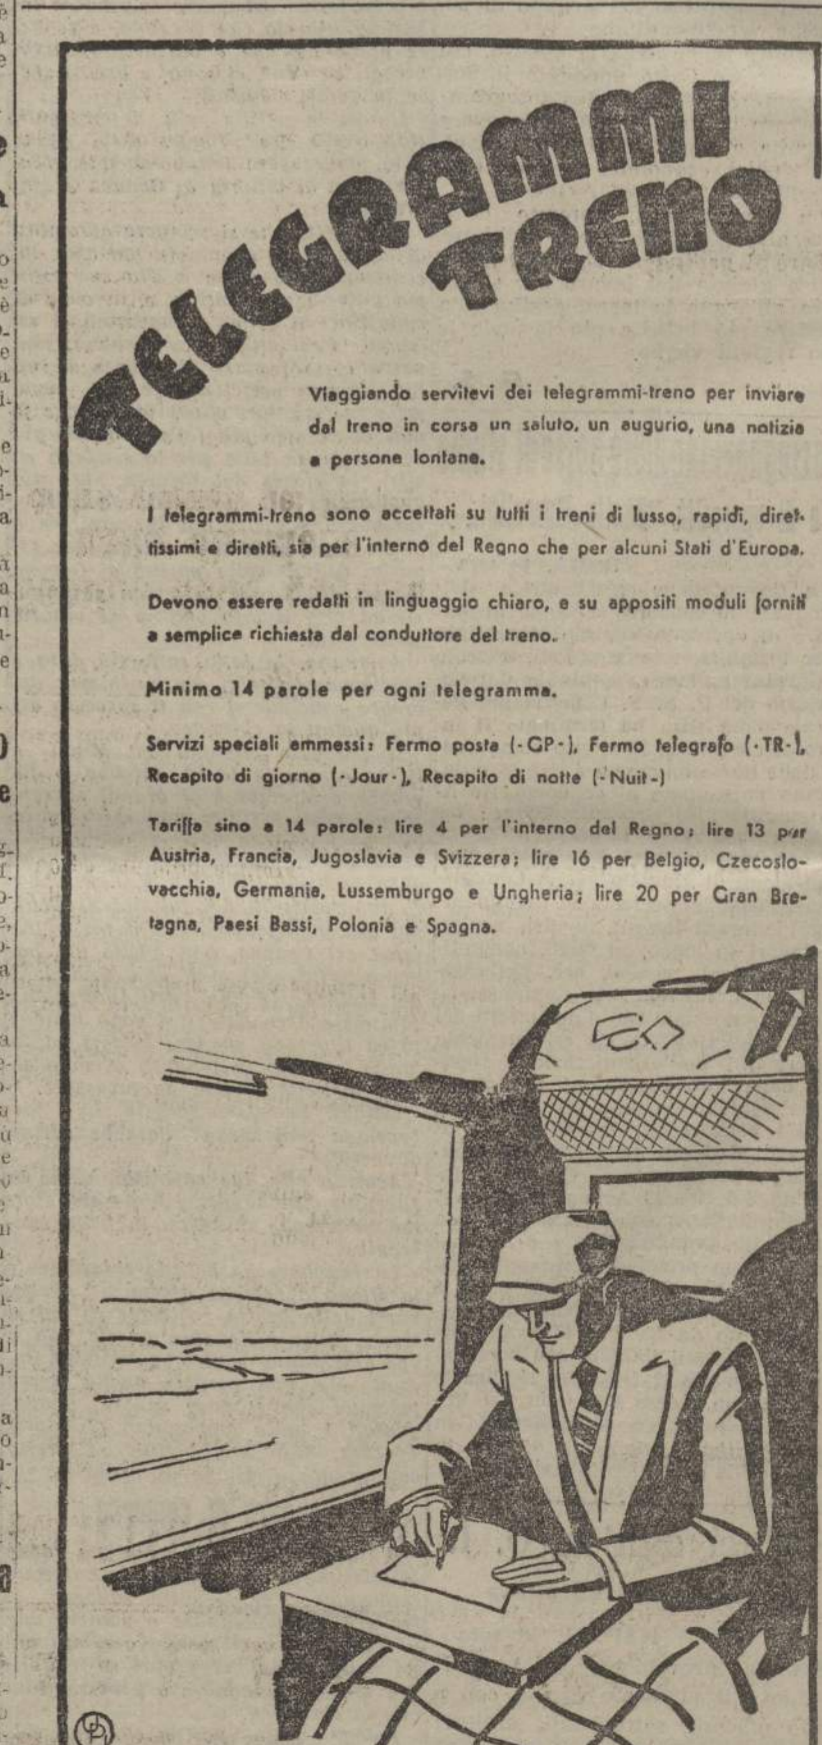 TELEGRAMMI
TRENO
Viaggiando servitevi dei telegrammi-treno per inviare
dal treno in corsa un saluto, un augurio, una notizia
a persone lontane.
I telegrammi-treno sono accettati su tutti i treni di lusso, rapidi, diret-
tissimi e diretti, sia per l'interno del Regno che per alcuni Stati d'Europa.
Devono essere redatti in linguaggio chiaro, e su appositi moduli forniti
a semplice richiesta dal conduttore del treno.
Minimo 14 parole per ogni telegramma.
Servizi speciali ammessi: Fermo posta (-GP-), Fermo telegrafo (-TR-),
Recapito di giorno (-Jour-), Recapito di notte (-Nuit-)
Tariffa sino a 14 parole: lire 4 per l'interno del Regno; lire 13 per
Austria, Francia, Jugoslavia e Svizzera; lire 16 per Belgio, Czecoslo-
vacchia, Germania, Lussemburgo e Ungheria; lire 20 per Gran Bre-
tagna, Paesi Bassi, Polonia e Spagna.